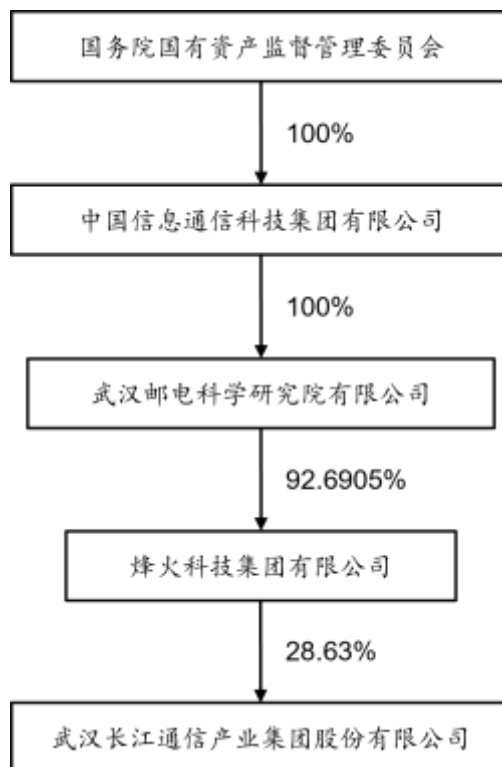 国务院国有资产监督管理委员会
100%
中国信息通信科技集团有限公司
100%
武汉邮电科学研究院有限公司
92.6905%
烽火科技集团有限公司
28.63%
武汉长江通信产业集团股份有限公司